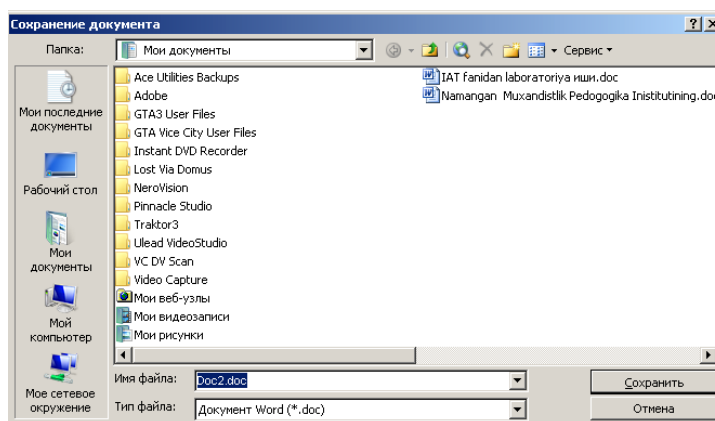 Сохранение документа
Папка:
Мои документы
Сервис
Мои последние документы
Рабочий стол
Мои документы
Мой компьютер
Мое сетевое окружение
Ace Utilities Backups
Adobe
GTA3 User Files
GTA Vice City User Files
Instant DVD Recorder
Lost Via Domus
NeroVision
Pinnacle Studio
Traktor3
Ulead VideoStudio
VC DV Scan
Video Capture
Мои веб-узлы
Мои видеозаписи
Мои рисунки
IAT fanidan laboratoriya иши.doc
Namangan Muxandistlik Pedogogika Inistitutining.doc
Имя файла:
Doc2.doc
Сохранить
Тип файла:
Документ Word (*.doc)
Отмена